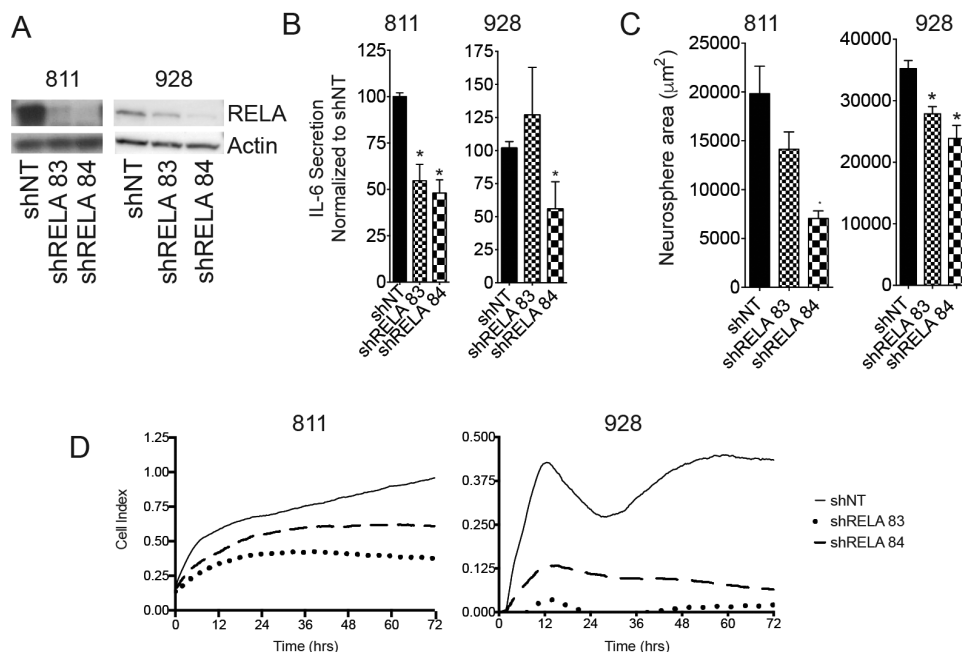 A
811
928
RELA
Actin
shNT
shRELA 83
shRELA 84
shNT
shRELA 83
shRELA 84
B
811
928
IL-6 Secretion
Normalized to shNT
125
100
75
50
25
0
shNT
shRELA 83
shRELA 84
*
*
175
150
125
100
75
50
25
0
shNT
shRELA 83
shRELA 84
*
C
811
928
Neurosphere area (μm²)
25000
20000
15000
10000
5000
0
shNT
shRELA 83
shRELA 84
40000
30000
20000
10000
0
*
*
shNT
shRELA 83
shRELA 84
D
811
Cell Index
1.25
1.00
0.75
0.50
0.25
0.00
0 12 24 36 48 60 72
Time (hrs)
928
0.500
0.375
0.250
0.125
0.000
0 12 24 36 48 60 72
Time (hrs)
shNT
shRELA 83
shRELA 84